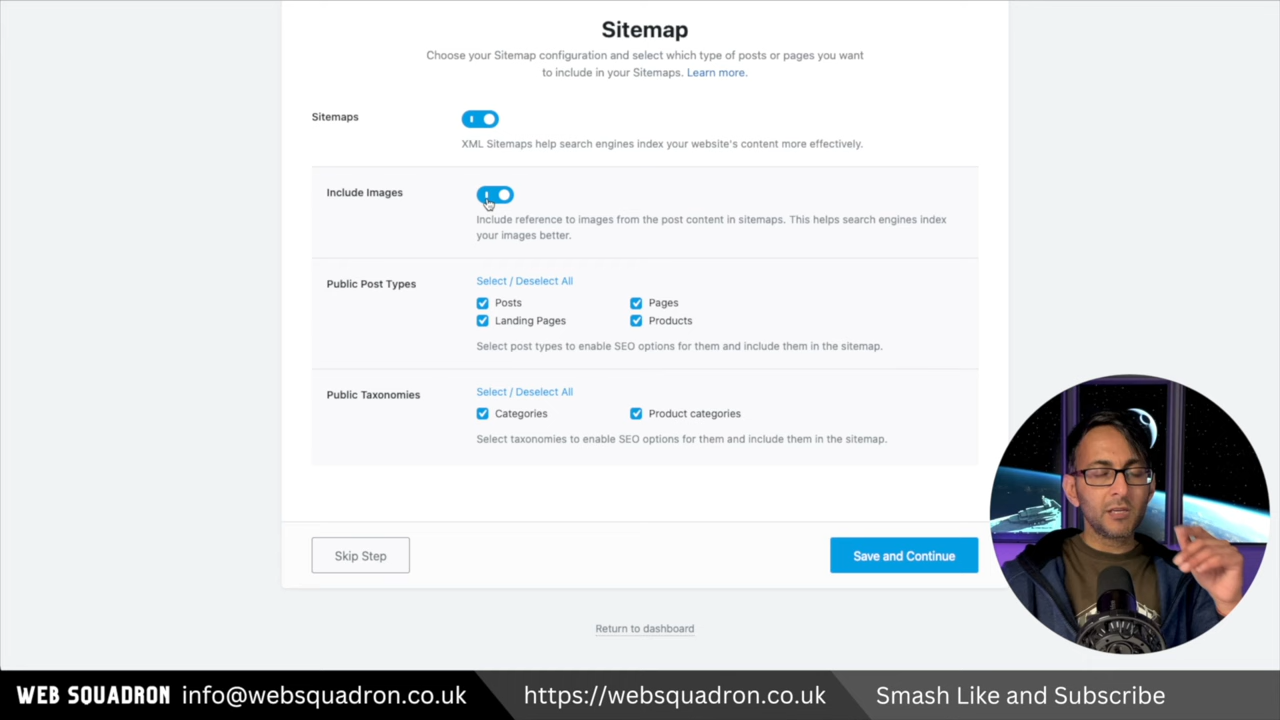 Sitemap
Choose your Sitemap configuration and select which type of posts or pages you want
to include in your Sitemaps. Learn more.
Sitemaps
XML Sitemaps help search engines index your website's content more effectively.
Include Images
Include reference to images from the post content in sitemaps. This helps search engines index
your images better.
Public Post Types
Select / Deselect All
Posts Pages
Landing Pages Products
Select post types to enable SEO options for them and include them in the sitemap.
Public Taxonomies
Select / Deselect All
Categories Product categories
Select taxonomies to enable SEO options for them and include them in the sitemap.
Skip Step Save and Continue
Return to dashboard
WEB SQUADRON info@websquadron.co.uk https://websquadron.co.uk Smash Like and Subscribe